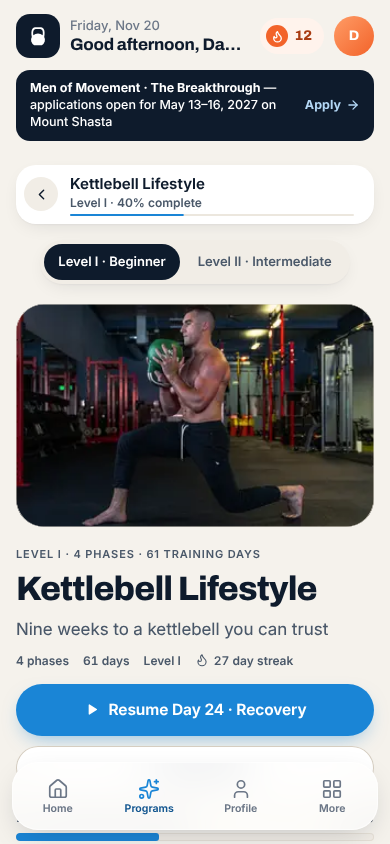 Friday, Nov 20
Good afternoon, Da...
12
D
Men of Movement · The Breakthrough —
applications open for May 13–16, 2027 on
Mount Shasta
Apply →
Kettlebell Lifestyle
Level I · 40% complete
Level I · Beginner
Level II · Intermediate
LEVEL I · 4 PHASES · 61 TRAINING DAYS
Kettlebell Lifestyle
Nine weeks to a kettlebell you can trust
4 phases 61 days Level I 27 day streak
Resume Day 24 · Recovery
Home
Programs
Profile
More